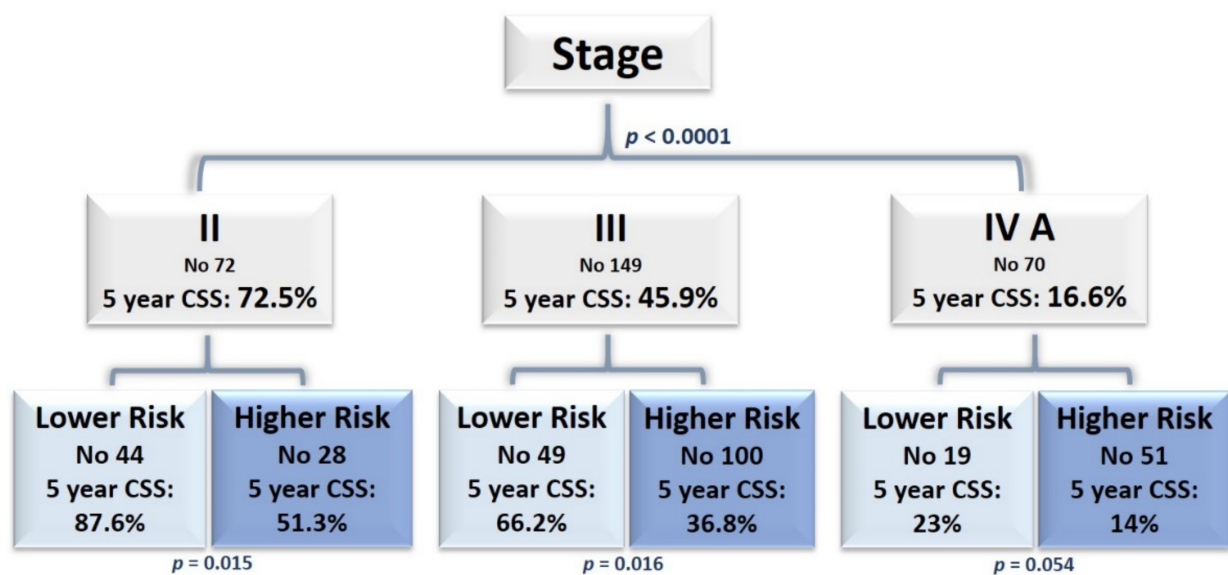 Stage
p < 0.0001
II
No 72
5 year CSS: 72.5%
III
No 149
5 year CSS: 45.9%
IV A
No 70
5 year CSS: 16.6%
Lower Risk
No 44
5 year CSS:
87.6%
Higher Risk
No 28
5 year CSS:
51.3%
p = 0.015
Lower Risk
No 49
5 year CSS:
66.2%
Higher Risk
No 100
5 year CSS:
36.8%
p = 0.016
Lower Risk
No 19
5 year CSS:
23%
Higher Risk
No 51
5 year CSS:
14%
p = 0.054